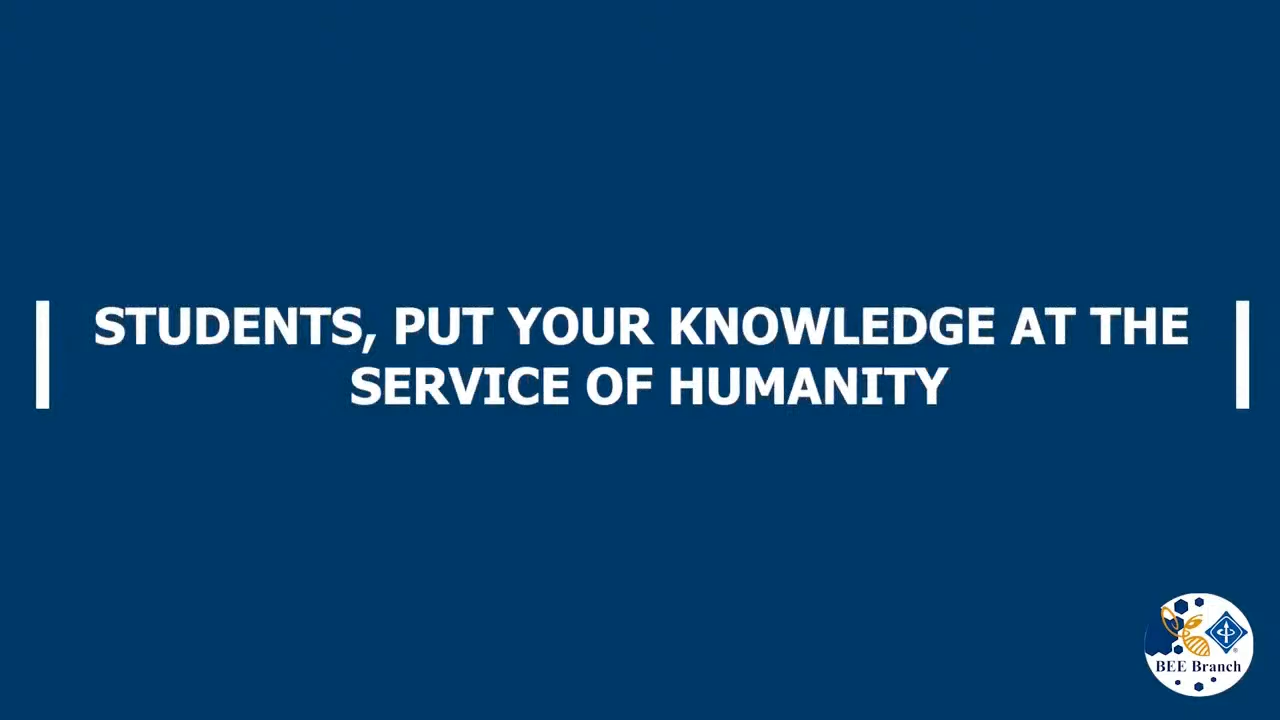 STUDENTS, PUT YOUR KNOWLEDGE AT THE
SERVICE OF HUMANITY
BEE Branch